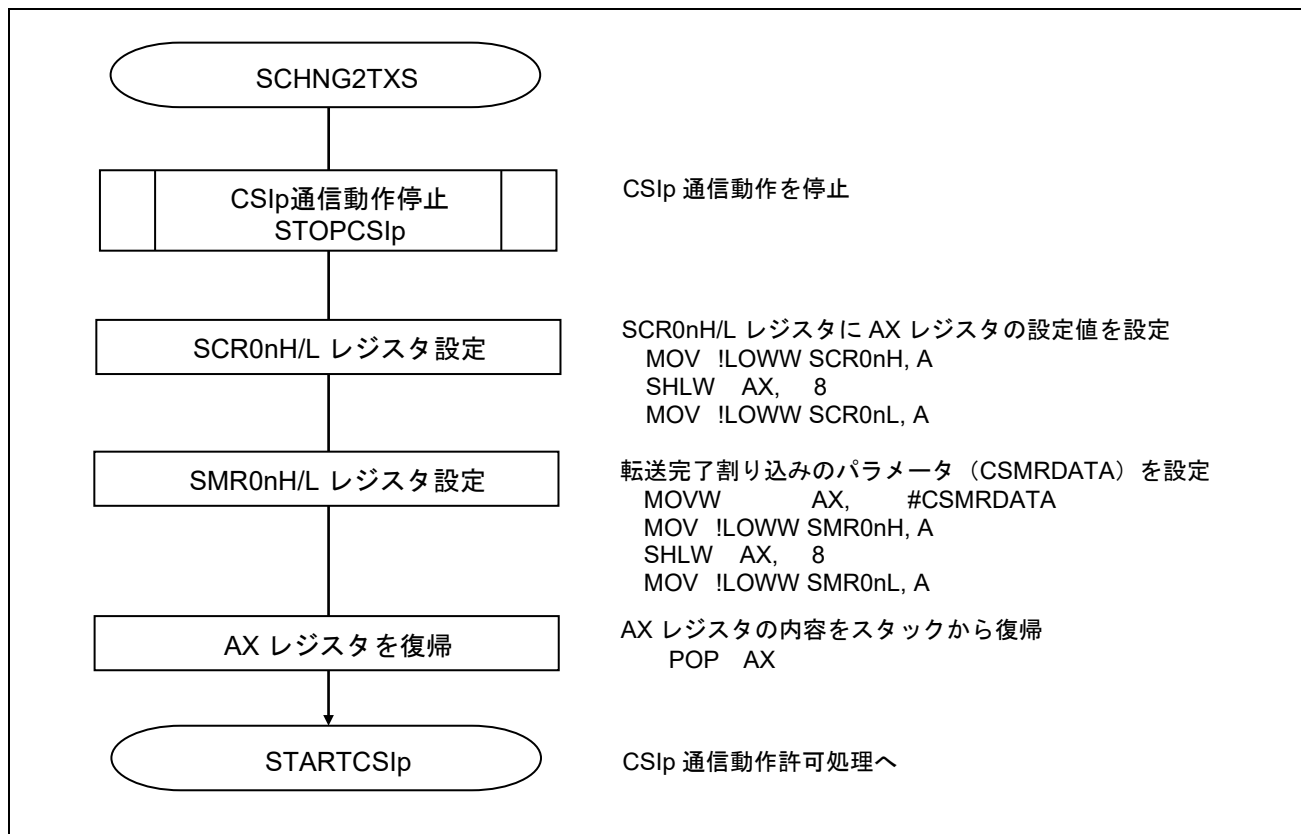 SCHNG2TXS
CSIp通信動作停止
STOPCSIp
CSIp 通信動作を停止
SCR0nH/L レジスタ設定
SCR0nH/L レジスタに AX レジスタの設定値を設定
MOV !LOWW SCR0nH, A
SHLW AX, 8
MOV !LOWW SCR0nL, A
SMR0nH/L レジスタ設定
転送完了割り込みのパラメータ（CSMRDATA）を設定
MOVW AX, #CSMRDATA
MOV !LOWW SMR0nH, A
SHLW AX, 8
MOV !LOWW SMR0nL, A
AX レジスタを復帰
AX レジスタの内容をスタックから復帰
POP AX
STARTCSIp
CSIp 通信動作許可処理へ